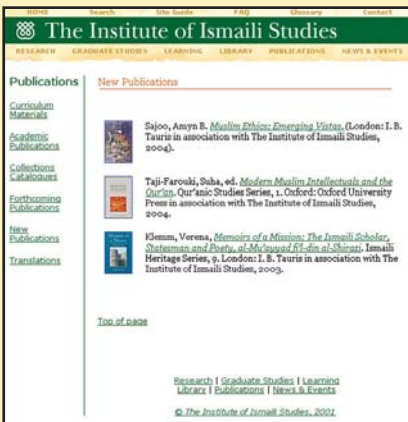 HOME Search Site Guide FAQ Glossary Contact
The Institute of Ismaili Studies
RESEARCH GRADUATE STUDIES LEARNING LIBRARY PUBLICATIONS NEWS & EVENTS
Publications
Curriculum
Materials
Academic
Publications
Collections
Catalogues
Forthcoming
Publications
New
Publications
Translations
New Publications
Sajoo, Amyn B. Muslim Ethics: Emerging Vistas, (London: I. B.
Tauris in association with The Institute of Ismaili Studies,
2004).
Taji-Farouki, Suha, ed. Modern Muslim Intellectuals and the
Qur'an. Qur'anic Studies Series, 1. Oxford: Oxford University
Press in association with The Institute of Ismaili Studies,
2004.
Klemm, Verena, Memoirs of a Mission: The Ismaili Scholar,
Statesman and Poet, al-Mu'ayyad fi'l-din al-Shirazi. Ismaili
Heritage Series, 9. London: I. B. Tauris in association with The
Institute of Ismaili Studies, 2003.
Top of page
Research | Graduate Studies | Learning
Library | Publications | News & Events
© The Institute of Ismaili Studies, 2001